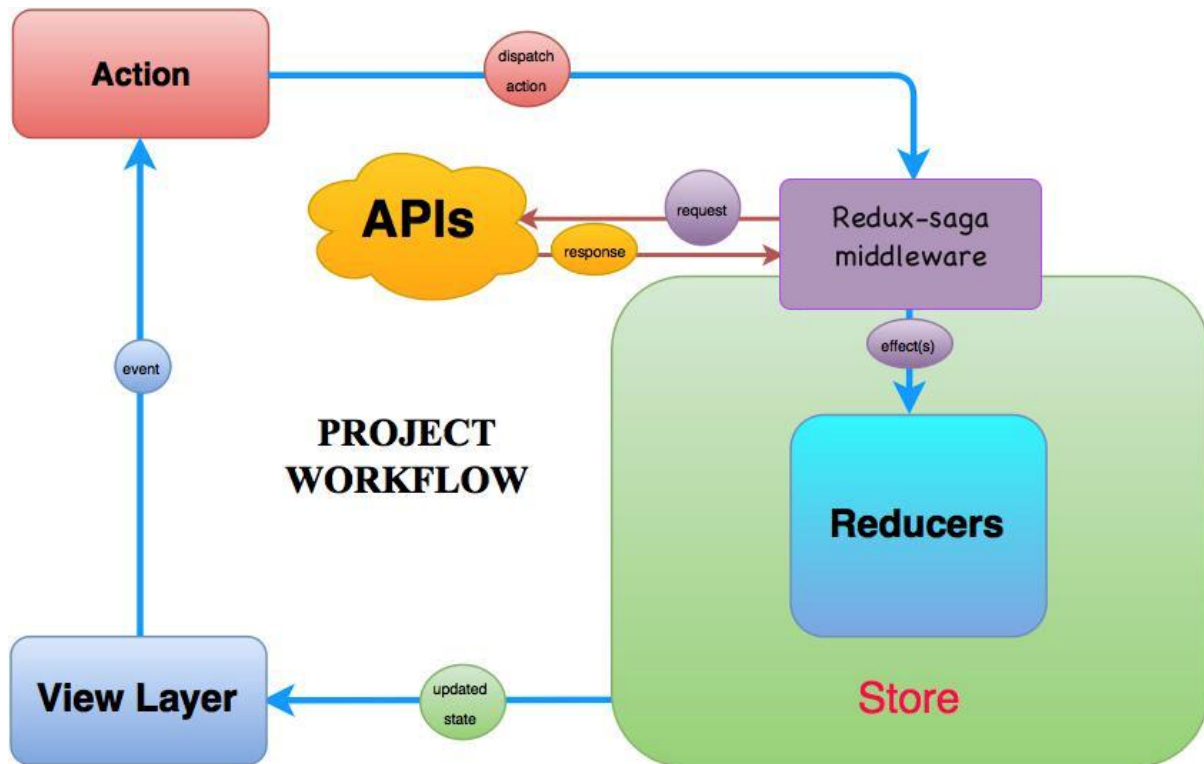 Action
dispatch
action
APIs
request
response
Redux-saga
middleware
effect(s)
event
PROJECT
WORKFLOW
Reducers
View Layer
updated
state
Store